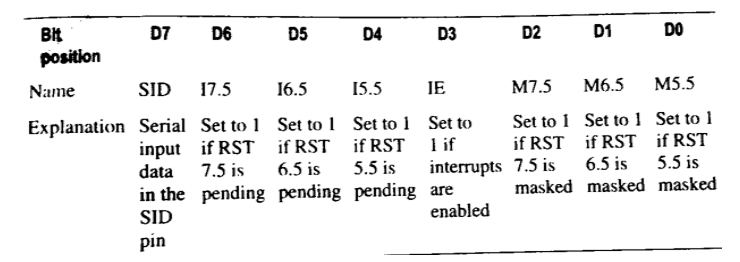 Bit position D7 D6 D5 D4 D3 D2 D1 D0
Name SID I7.5 I6.5 I5.5 IE M7.5 M6.5 M5.5
Explanation Serial Set to 1 Set to 1 Set to 1 Set to Set to 1 Set to 1 Set to 1
input if RST if RST if RST 1 if if RST if RST if RST
data 7.5 is 6.5 is 5.5 is interrupts 7.5 is 6.5 is 5.5 is
in the pending pending pending are masked masked masked
SID enabled
pin